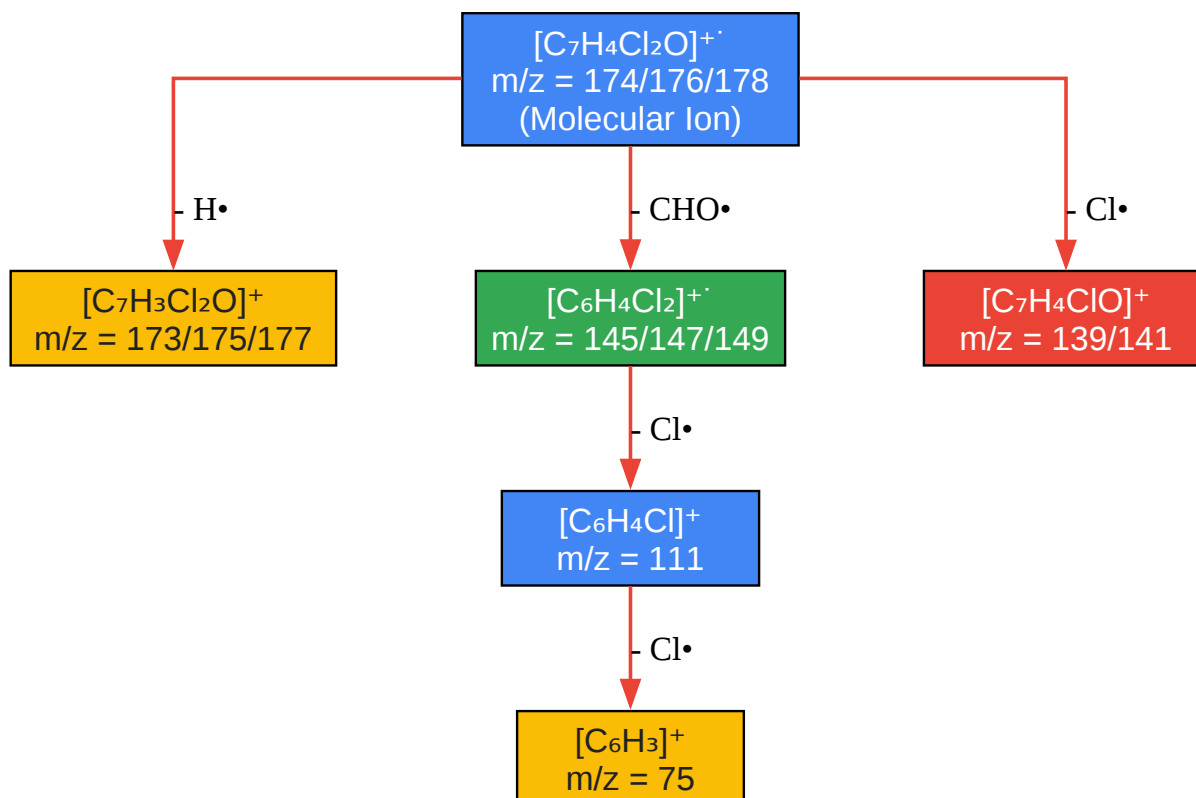 [C₇H₄Cl₂O]⁺˙
m/z = 174/176/178
(Molecular Ion)
- H•
- CHO•
- Cl•
[C₇H₃Cl₂O]⁺
m/z = 173/175/177
[C₆H₄Cl₂]⁺˙
m/z = 145/147/149
[C₇H₄ClO]⁺
m/z = 139/141
- Cl•
[C₆H₄Cl]⁺
m/z = 111
- Cl•
[C₆H₃]⁺
m/z = 75